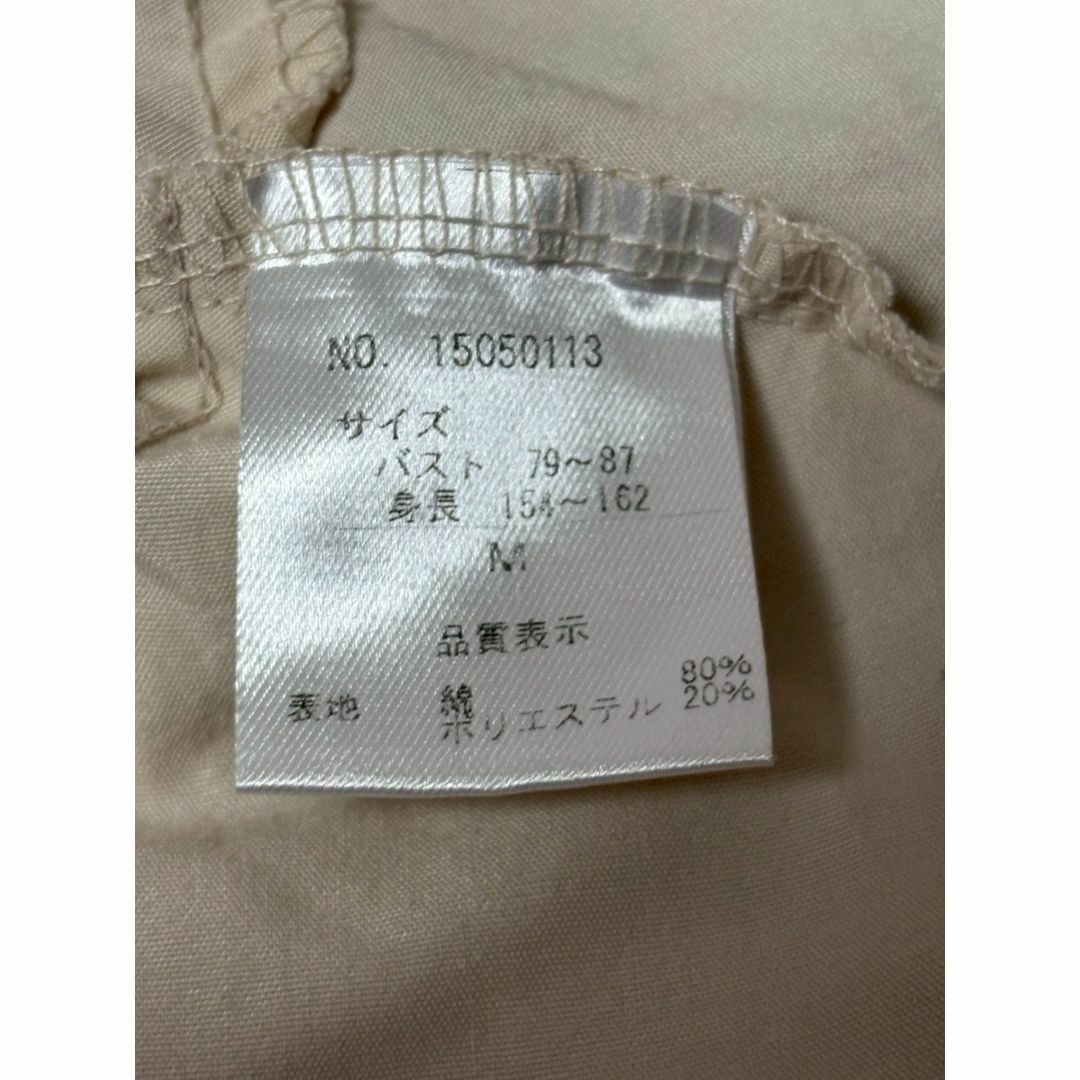 NO. 15050113
サイズ
バスト 79～87
身長 154～162
M
品質表示
表地 綿 80%
ポリエステル 20%